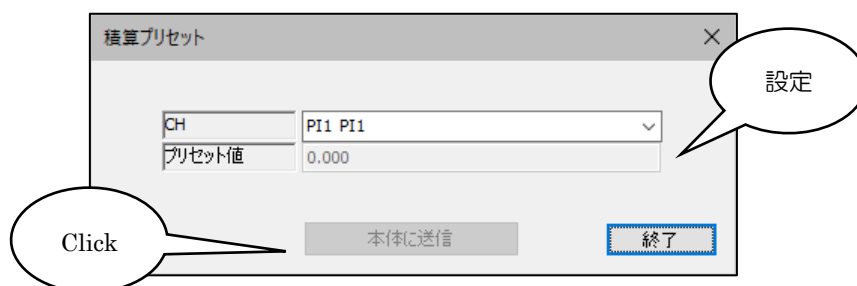 積算プリセット
設定
CH PI1 PI1
プリセット値 0.000
Click
本体に送信 終了